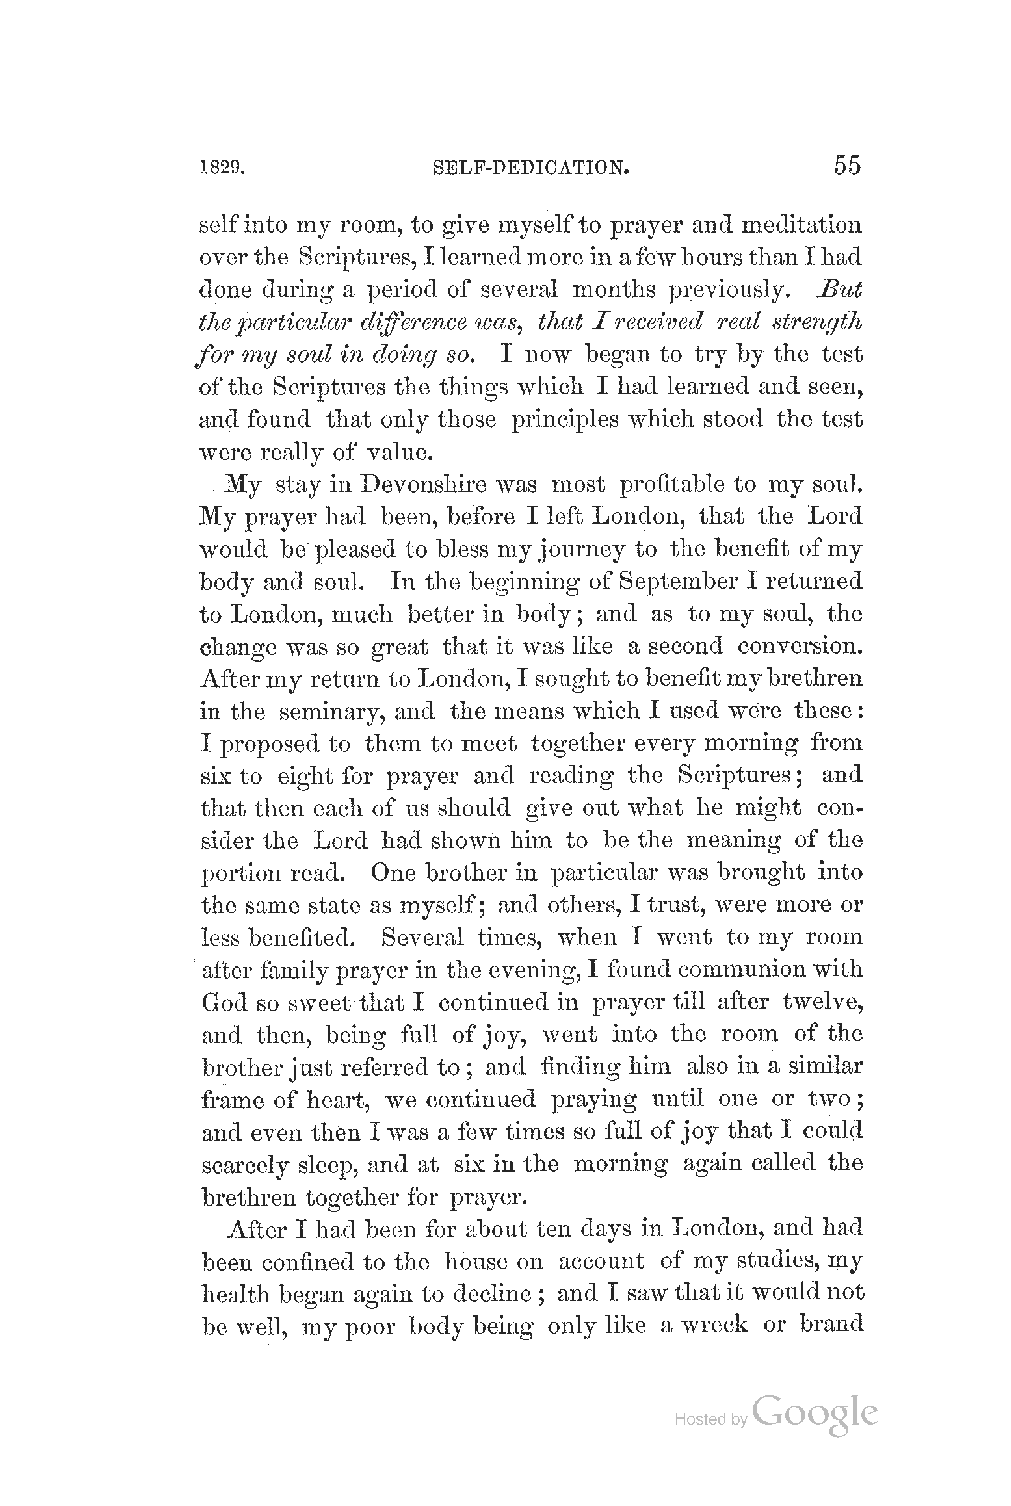 1829. SELF-DEDICATION. 55
self into my room, to give myself to prayer and meditation
over the Scriptures, I learned more in a few hours than I had
done during a period of several months previously. But
the particular difference was, that I received real strength
for my soul in doing so. I now began to try by the test
of the Scriptures the things which I had learned and seen,
and found that only those principles which stood the test
were really of value.
My stay in Devonshire was most profitable to my soul.
My prayer had been, before I left London, that the Lord
would be pleased to bless my journey to the benefit of my
body and soul. In the beginning of September I returned
to London, much better in body; and as to my soul, the
change was so great that it was like a second conversion.
After my return to London, I sought to benefit my brethren
in the seminary, and the means which I used were these:
I proposed to them to meet together every morning from
six to eight for prayer and reading the Scriptures; and
that then each of us should give out what he might con-
sider the Lord had shown him to be the meaning of the
portion read. One brother in particular was brought into
the same state as myself; and others, I trust, were more or
less benefited. Several times, when I went to my room
after family prayer in the evening, I found communion with
God so sweet that I continued in prayer till after twelve,
and then, being full of joy, went into the room of the
brother just referred to; and finding him also in a similar
frame of heart, we continued praying until one or two;
and even then I was a few times so full of joy that I could
scarcely sleep, and at six in the morning again called the
brethren together for prayer.
After I had been for about ten days in London, and had
been confined to the house on account of my studies, my
health began again to decline; and I saw that it would not
be well, my poor body being only like a wreck or brand
Hosted by Google